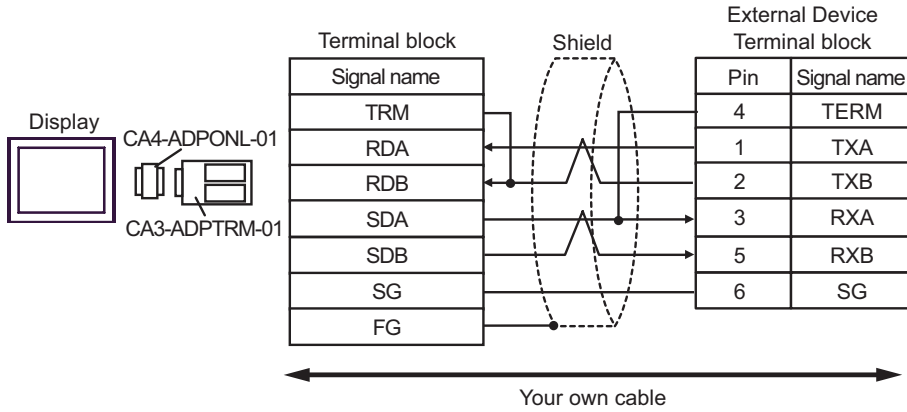 External Device
Terminal block Shield Terminal block
Signal name Pin Signal name
TRM 4 TERM
Display CA4-ADPONL-01 RDA 1 TXA
RDB 2 TXB
CA3-ADPTRM-01 SDA 3 RXA
SDB 5 RXB
SG 6 SG
FG
Your own cable